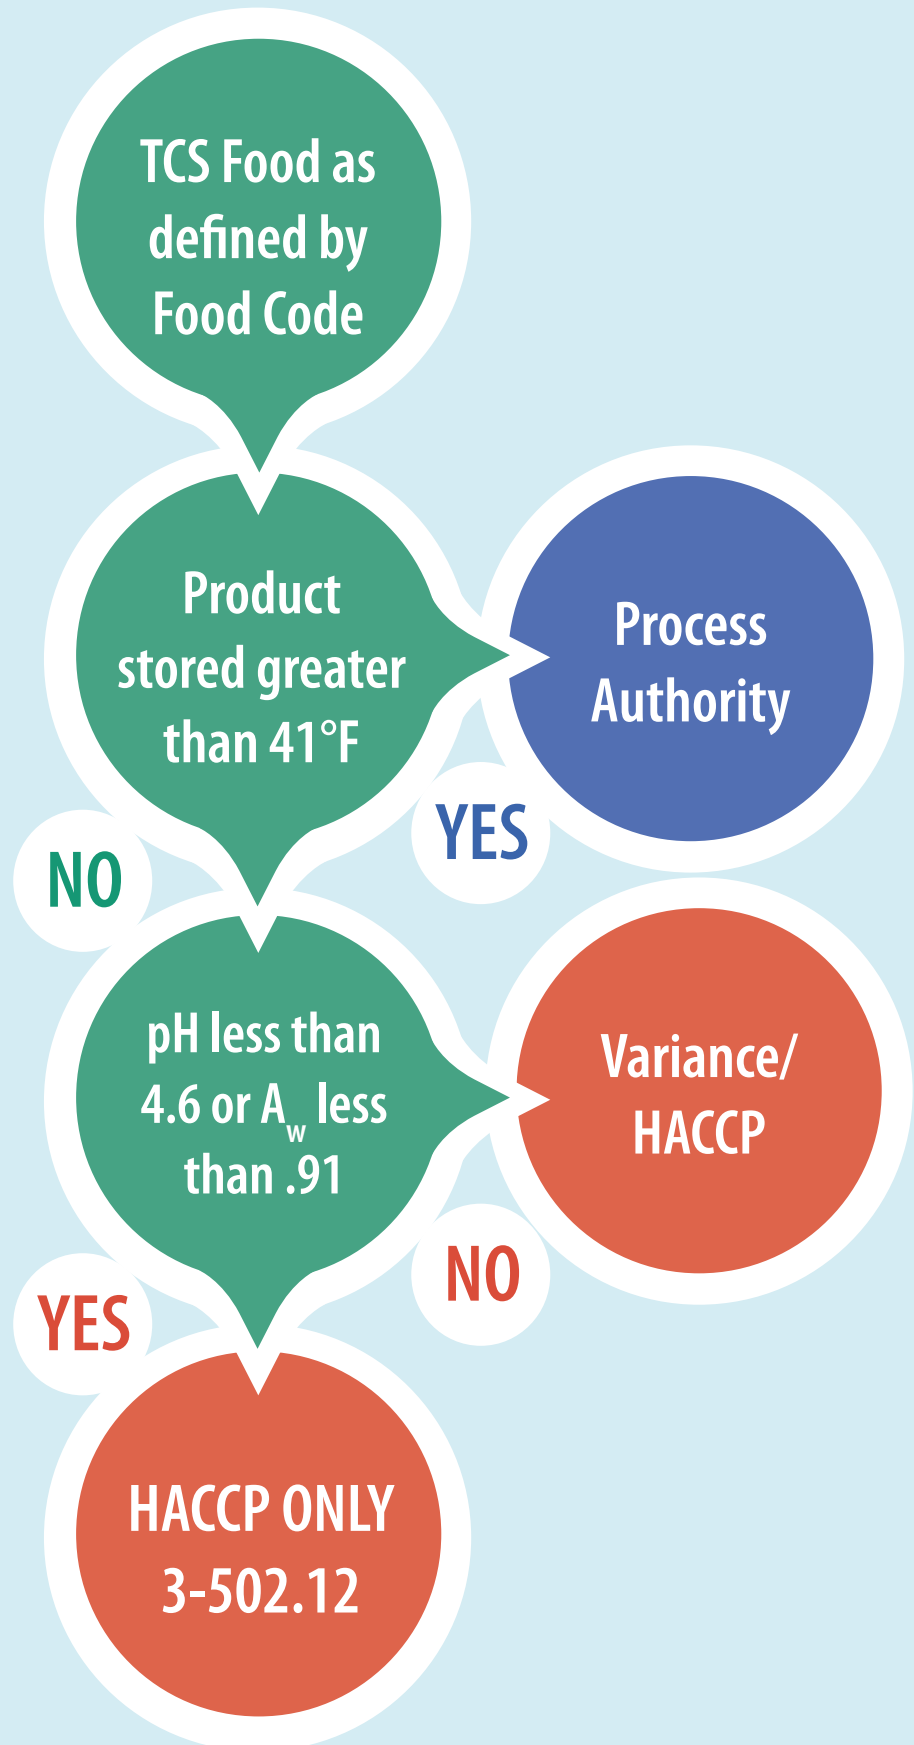 TCS Food as
defined by
Food Code
Product
stored greater
than 41°F
Process
Authority
YES
NO
pH less than
4.6 or Aw less
than .91
Variance/
HACCP
NO
YES
HACCP ONLY
3-502.12